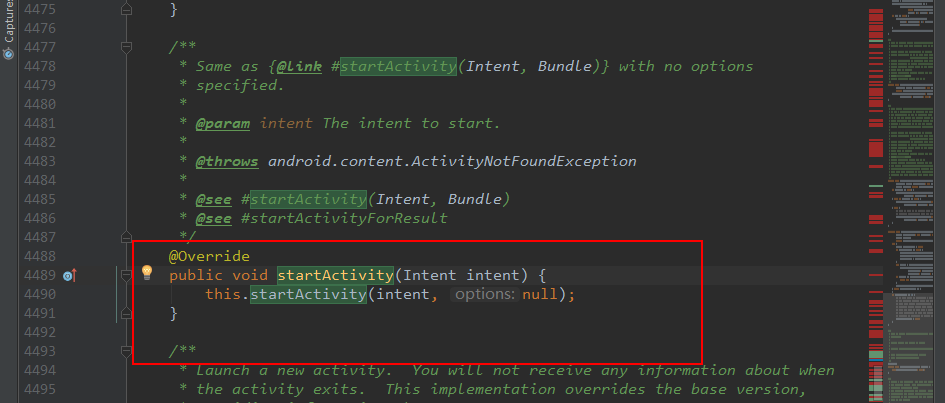 Captures
4475 }
4476
4477 /**
4478 * Same as {@link #startActivity(Intent, Bundle)} with no options
4479 * specified.
4480 *
4481 * @param intent The intent to start.
4482 *
4483 * @throws android.content.ActivityNotFoundException
4484 *
4485 * @see #startActivity(Intent, Bundle)
4486 * @see #startActivityForResult
4487 */
4488 @Override
4489 public void startActivity(Intent intent) {
4490 this.startActivity(intent, options: null);
4491 }
4492
4493 /**
4494 * Launch a new activity. You will not receive any information about when
4495 * the activity exits. This implementation overrides the base version,